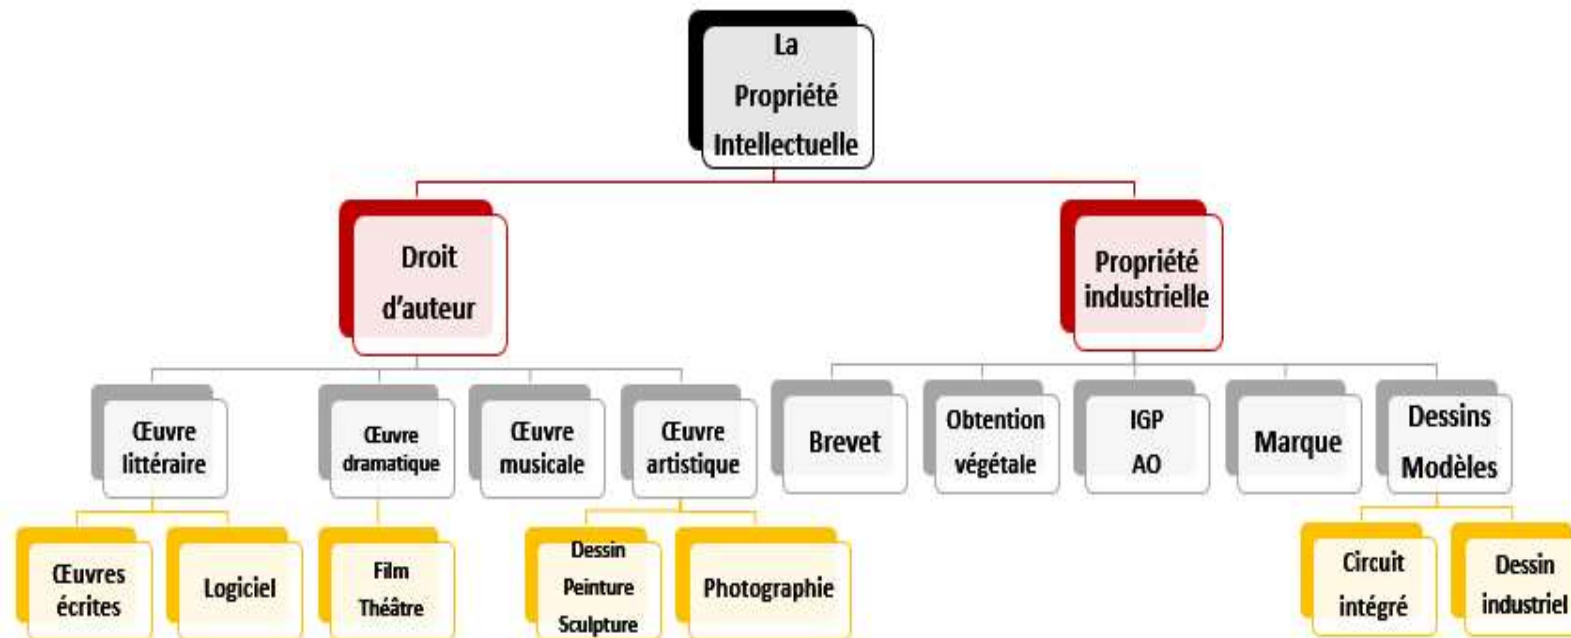 La
Propriété
Intellectuelle
Droit
d'auteur
Propriété
industrielle
Œuvre
littéraire
Œuvre
dramatique
Œuvre
musicale
Œuvre
artistique
Brevet
Obtention
végétale
IGP
AO
Marque
Dessins
Modèles
Œuvres
écrites
Logiciel
Film
Théâtre
Dessin
Peinture
Sculpture
Photographie
Circuit
intégré
Dessin
industriel